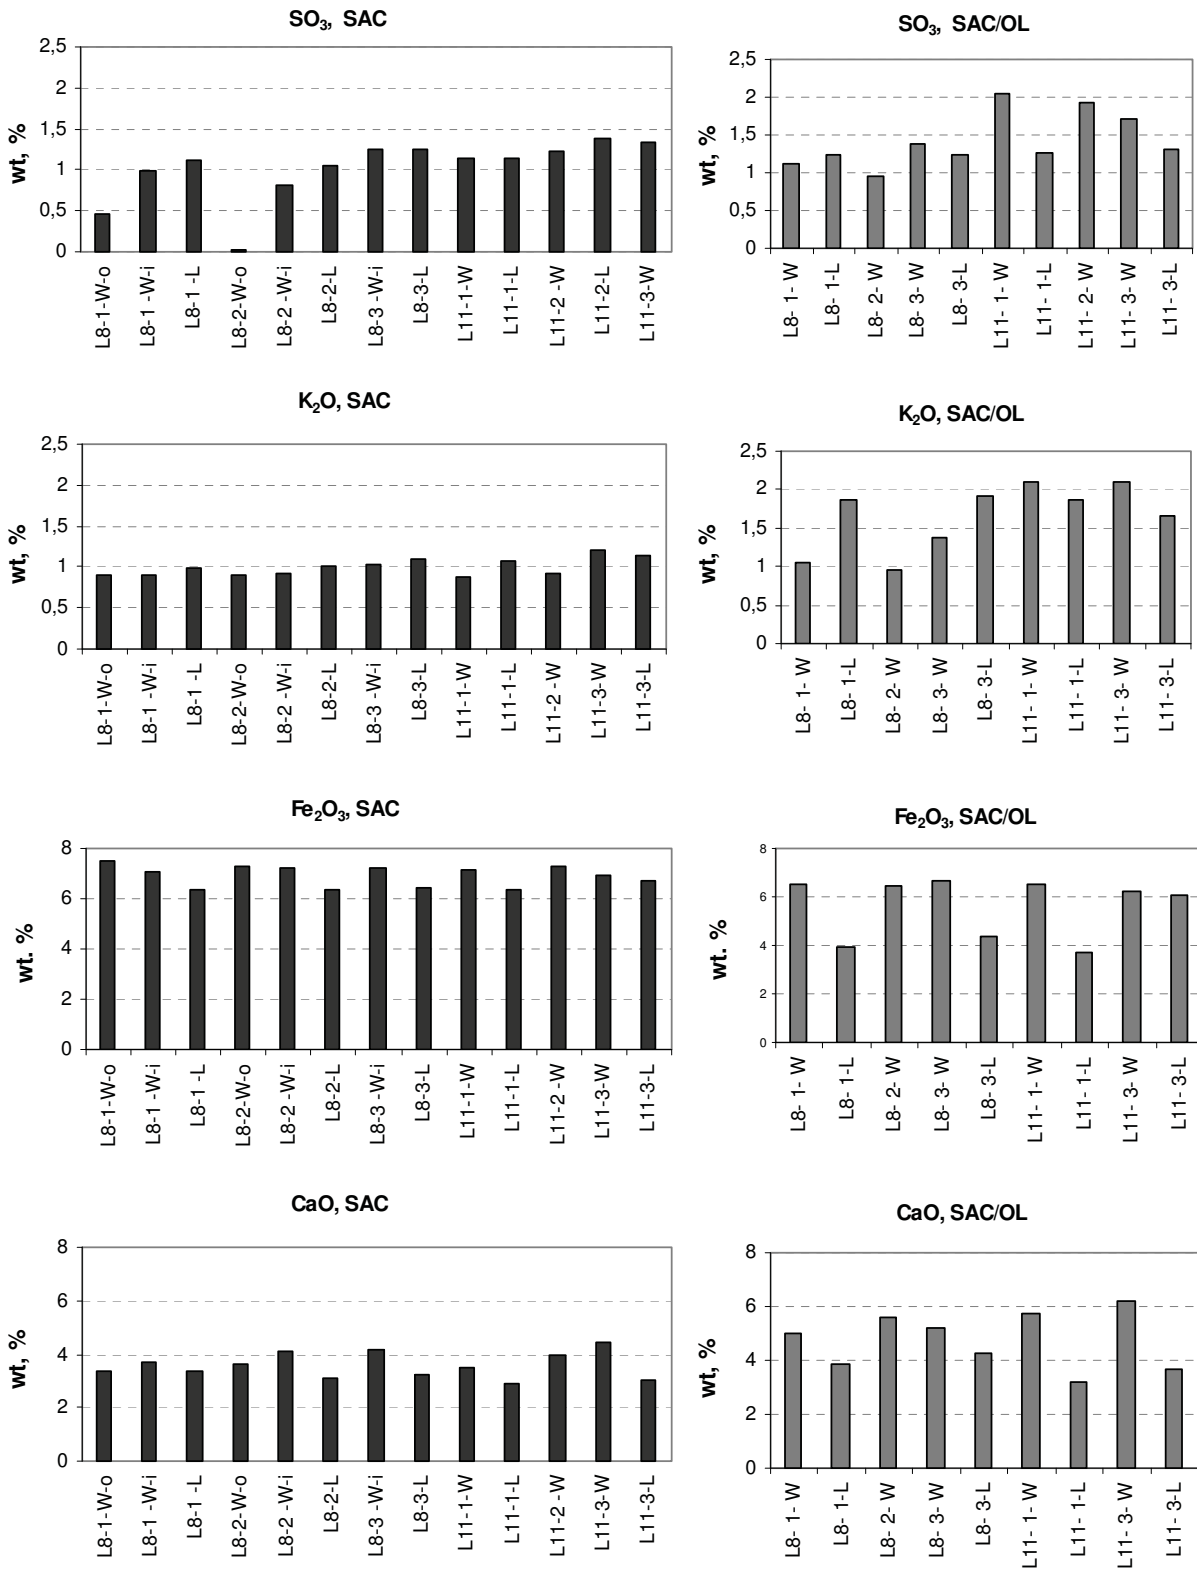 SO₃, SAC
wt, %
2,5
2
1,5
1
0,5
0
L8-1-W-o
L8-1 -W-i
L8-1 -L
L8-2-W-o
L8-2 -W-i
L8-2-L
L8-3 -W-i
L8-3-L
L11-1-W
L11-1-L
L11-2 -W
L11-2-L
L11-3-W
SO₃, SAC/OL
wt, %
2,5
2
1,5
1
0,5
0
L8- 1- W
L8- 1-L
L8- 2- W
L8- 3- W
L8- 3-L
L11- 1- W
L11- 1-L
L11- 2- W
L11- 3- W
L11- 3-L
K₂O, SAC
wt, %
2,5
2
1,5
1
0,5
0
L8-1-W-o
L8-1 -W-i
L8-1 -L
L8-2-W-o
L8-2 -W-i
L8-2-L
L8-3 -W-i
L8-3-L
L11-1-W
L11-1-L
L11-2 -W
L11-3-W
L11-3-L
K₂O, SAC/OL
wt, %
2,5
2
1,5
1
0,5
0
L8- 1- W
L8- 1-L
L8- 2- W
L8- 3- W
L8- 3-L
L11- 1- W
L11- 1-L
L11- 3- W
L11- 3-L
Fe₂O₃, SAC
wt. %
8
6
4
2
0
L8-1-W-o
L8-1 -W-i
L8-1 -L
L8-2-W-o
L8-2 -W-i
L8-2-L
L8-3 -W-i
L8-3-L
L11-1-W
L11-1-L
L11-2 -W
L11-3-W
L11-3-L
Fe₂O₃, SAC/OL
wt. %
8
6
4
2
0
L8- 1- W
L8- 1-L
L8- 2- W
L8- 3- W
L8- 3-L
L11- 1- W
L11- 1-L
L11- 3- W
L11- 3-L
CaO, SAC
wt, %
8
6
4
2
0
L8-1-W-o
L8-1 -W-i
L8-1 -L
L8-2-W-o
L8-2 -W-i
L8-2-L
L8-3 -W-i
L8-3-L
L11-1-W
L11-1-L
L11-2 -W
L11-3-W
L11-3-L
CaO, SAC/OL
wt, %
8
6
4
2
0
L8- 1- W
L8- 1-L
L8- 2- W
L8- 3- W
L8- 3-L
L11- 1- W
L11- 1-L
L11- 3- W
L11- 3-L